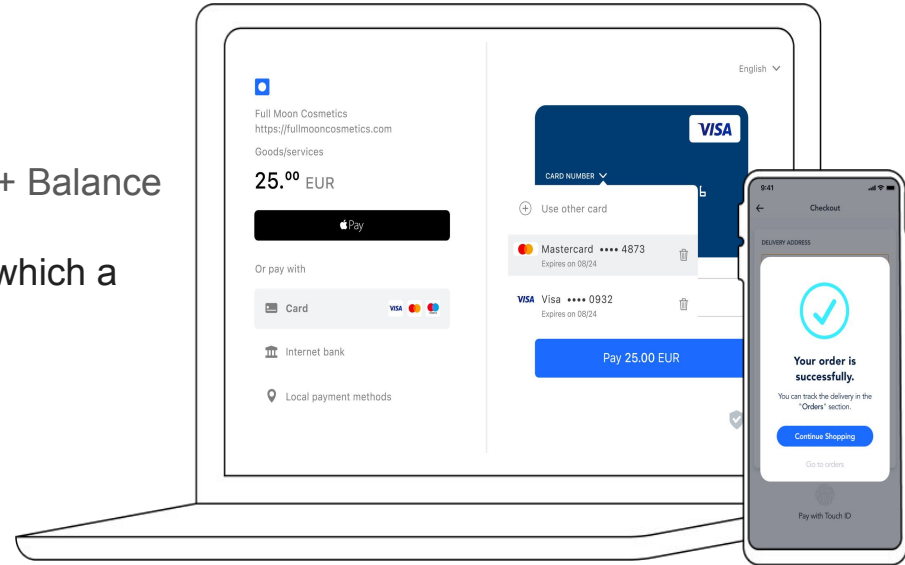 + Balance
which a
English
Full Moon Cosmetics
https://fullmooncosmetics.com
Goods/services
25.00 EUR
Pay
Or pay with
Card
VISA
Internet bank
Local payment methods
VISA
CARD NUMBER
Use other card
Mastercard •••• 4873
Expires on 08/24
VISA Visa •••• 0932
Expires on 08/24
Pay 25.00 EUR
9:41
Checkout
DELIVERY ADDRESS
Your order is
successfully.
You can track the delivery in the
"Orders" section.
Continue Shopping
Go to orders
Pay with Touch ID